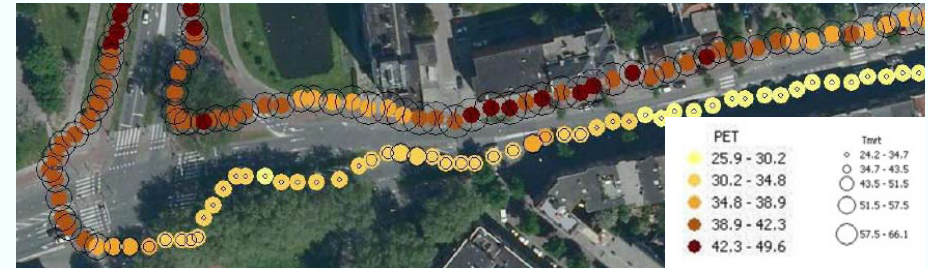 PET
25.9 - 30.2
30.2 - 34.8
34.8 - 38.9
38.9 - 42.3
42.3 - 49.6
Tmrt
24.2 - 34.7
34.7 - 43.5
43.5 - 51.5
51.5 - 57.5
57.5 - 66.1